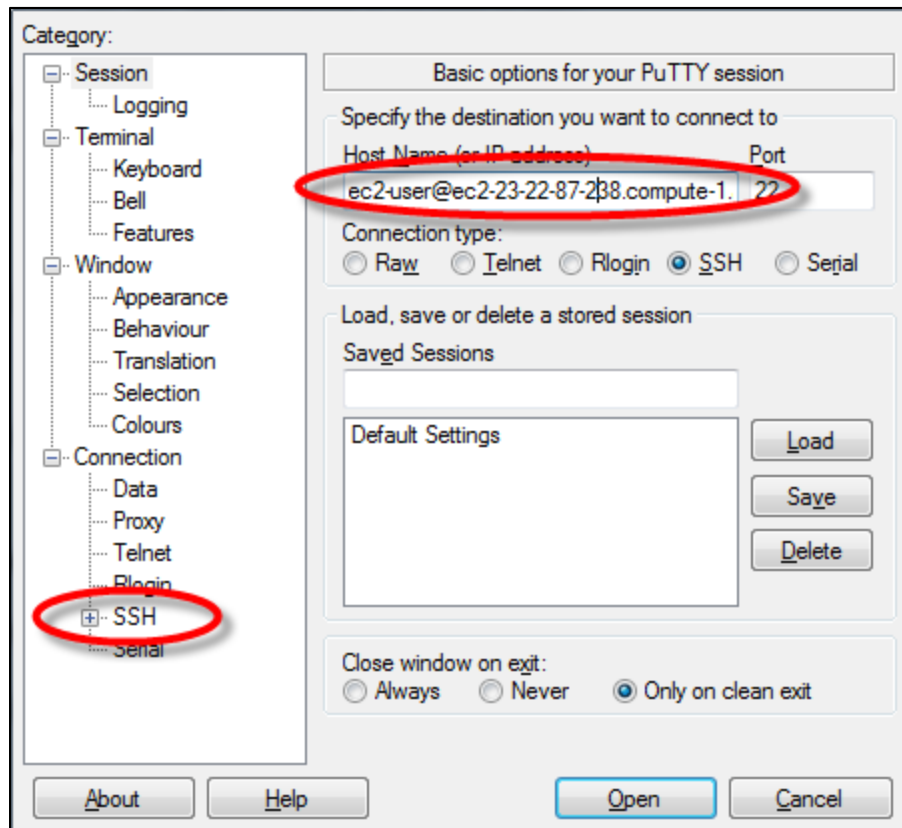 Category:
Session
Logging
Terminal
Keyboard
Bell
Features
Window
Appearance
Behaviour
Translation
Selection
Colours
Connection
Data
Proxy
Telnet
Rlogin
SSH
Serial
Basic options for your PuTTY session
Specify the destination you want to connect to
Host Name (or IP address) Port
ec2-user@ec2-23-22-87-238.compute-1. 22
Connection type:
Raw Telnet Rlogin SSH Serial
Load, save or delete a stored session
Saved Sessions
Default Settings
Load
Save
Delete
Close window on exit:
Always Never Only on clean exit
About Help Open Cancel